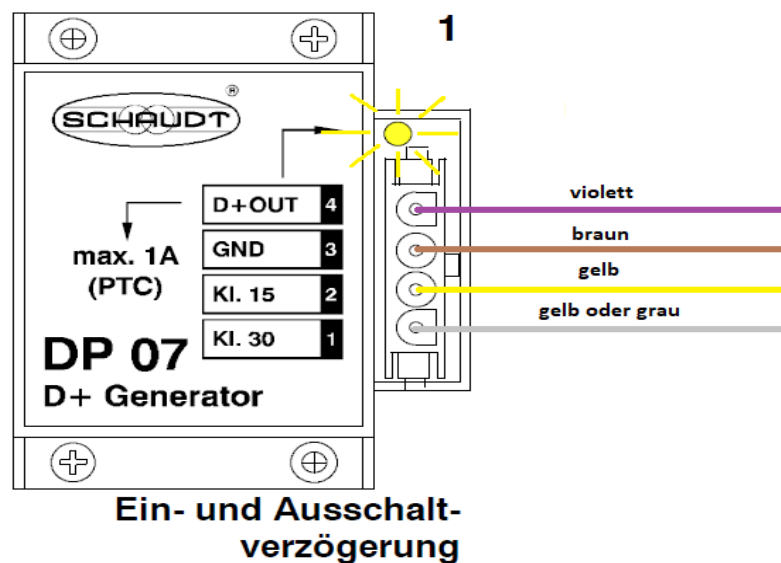 1
SCHAUDT
®
D+OUT 4
GND 3
Kl. 15 2
Kl. 30 1
max. 1A
(PTC)
DP 07
D+ Generator
violett
braun
gelb
gelb oder grau
Ein- und Ausschalt-
verzögerung